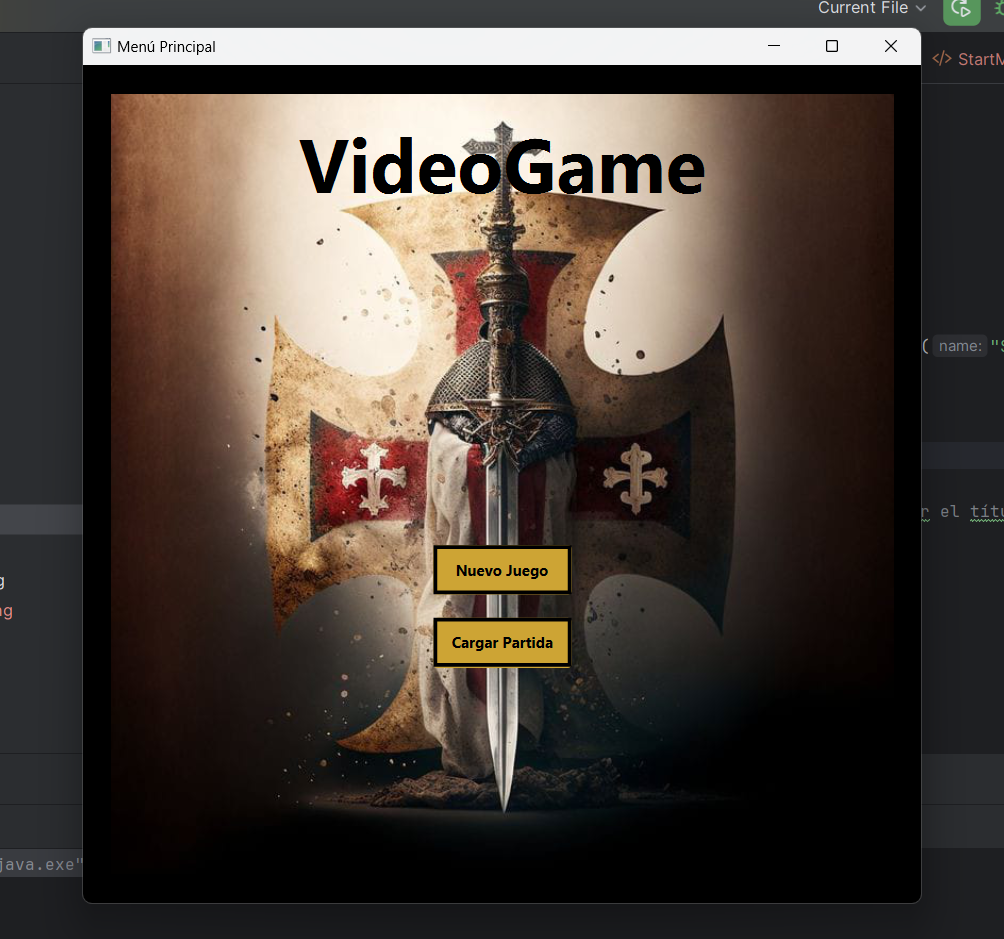 Current File
Menú Principal
</> StartM
VideoGame
( name: "S
r el títu
Nuevo Juego
g
ng
Cargar Partida
java.exe"